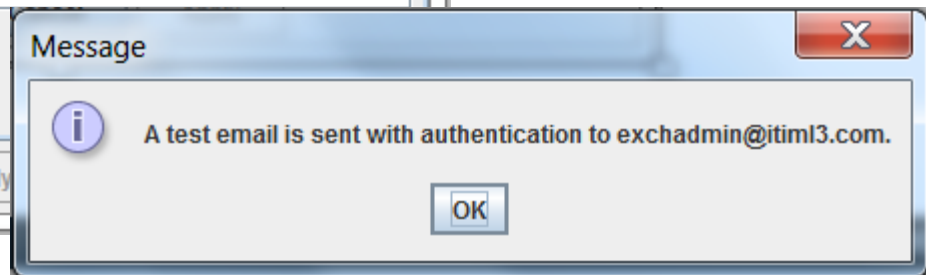 Message
A test email is sent with authentication to exchadmin@itiml3.com.
OK